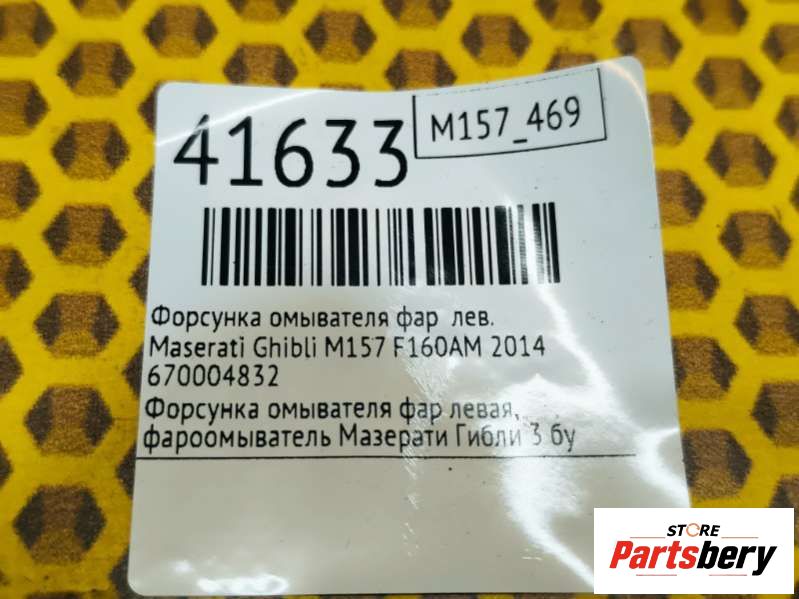 41633
M157_469
Форсунка омывателя фар лев.
Maserati Ghibli M157 F160AM 2014
670004832
Форсунка омывателя фар левая,
фароомыватель Мазерати Гибли 3 бу
STORE
Partsbery